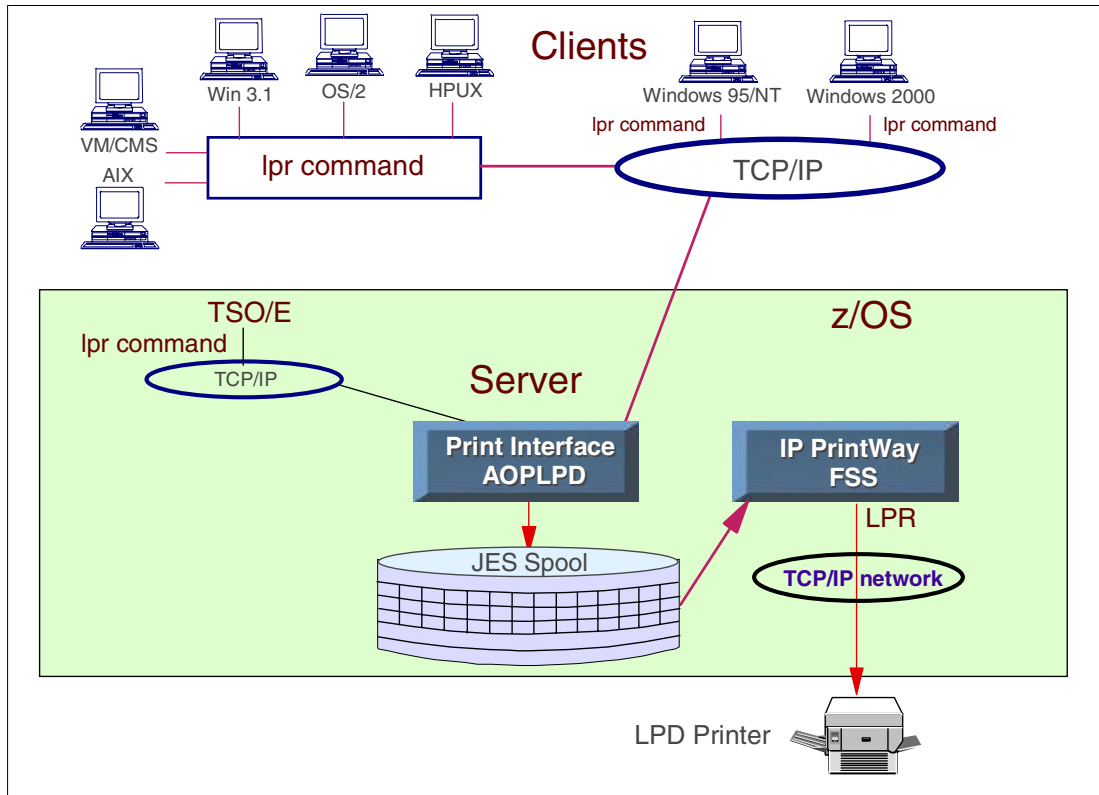 Clients
Win 3.1
OS/2
HPUX
Windows 95/NT
Windows 2000
lpr command
lpr command
VM/CMS
AIX
lpr command
TCP/IP
TSO/E
lpr command
TCP/IP
z/OS
Server
Print Interface
AOPLPD
IP PrintWay
FSS
LPR
JES Spool
TCP/IP network
LPD Printer